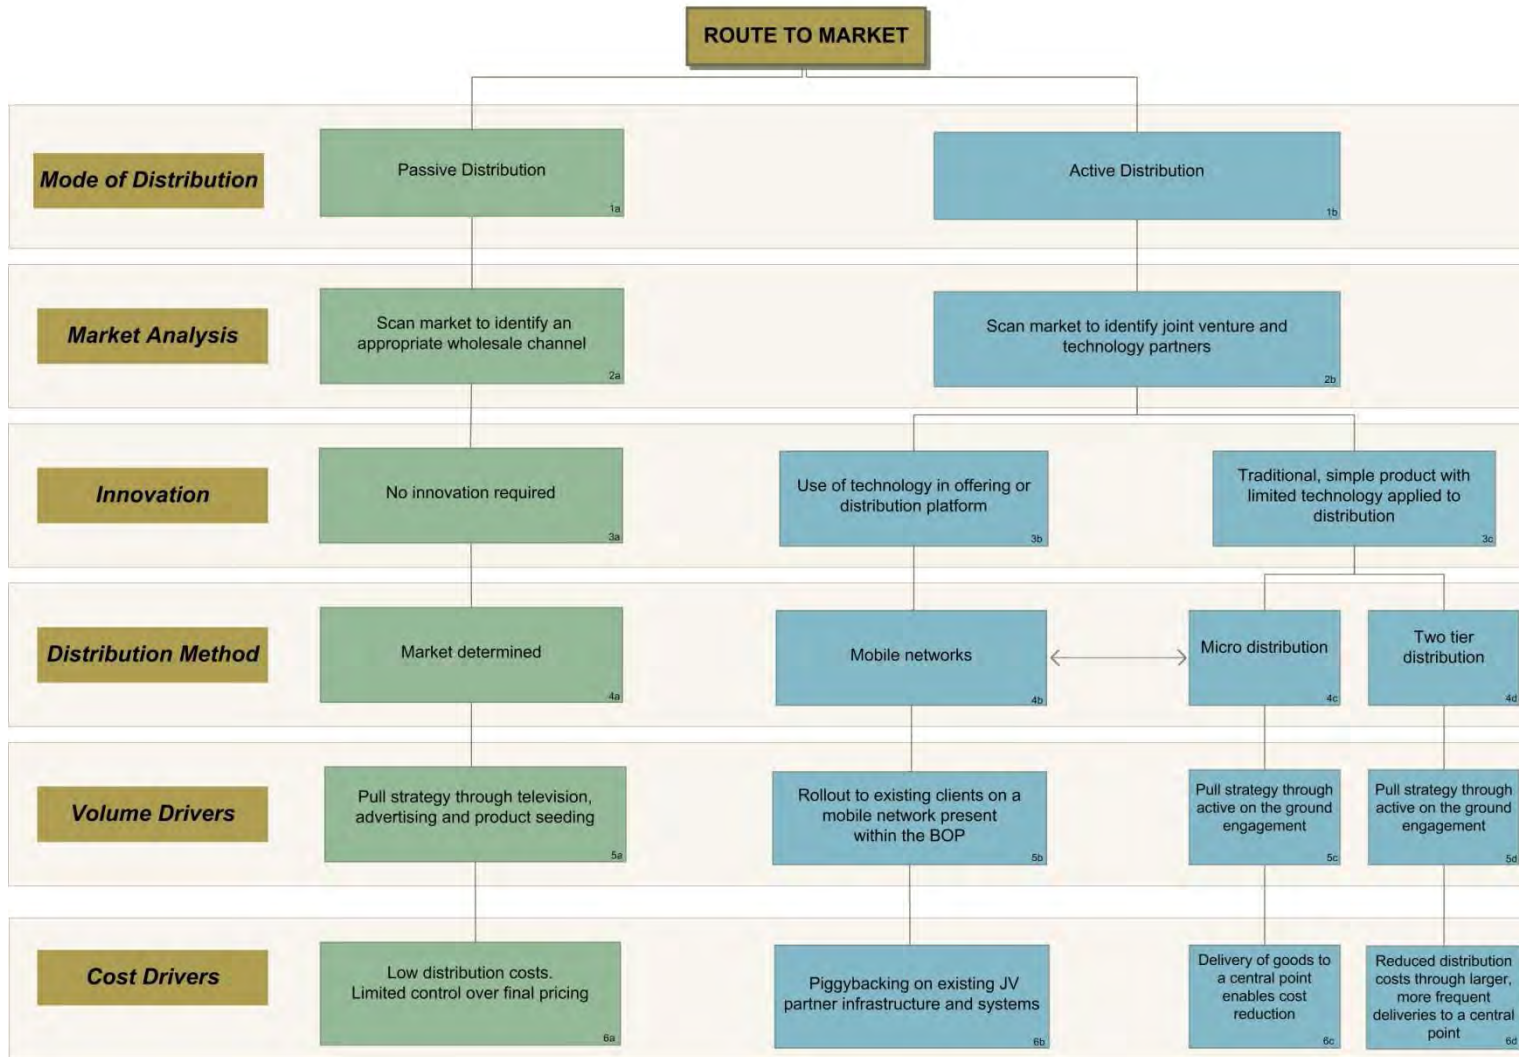 ROUTE TO MARKET
Mode of Distribution
Passive Distribution
1a
Active Distribution
1b
Market Analysis
Scan market to identify an
appropriate wholesale channel
2a
Scan market to identify joint venture and
technology partners
2b
Innovation
No innovation required
3a
Use of technology in offering or
distribution platform
3b
Traditional, simple product with
limited technology applied to
distribution
3c
Distribution Method
Market determined
4a
Mobile networks
4b
Micro distribution
4c
Two tier
distribution
4d
Volume Drivers
Pull strategy through television,
advertising and product seeding
5a
Rollout to existing clients on a
mobile network present
within the BOP
5b
Pull strategy through
active on the ground
engagement
5c
Pull strategy through
active on the ground
engagement
5d
Cost Drivers
Low distribution costs.
Limited control over final pricing
6a
Piggybacking on existing JV
partner infrastructure and systems
6b
Delivery of goods to
a central point
enables cost
reduction
6c
Reduced distribution
costs through larger,
more frequent
deliveries to a central
point
6d